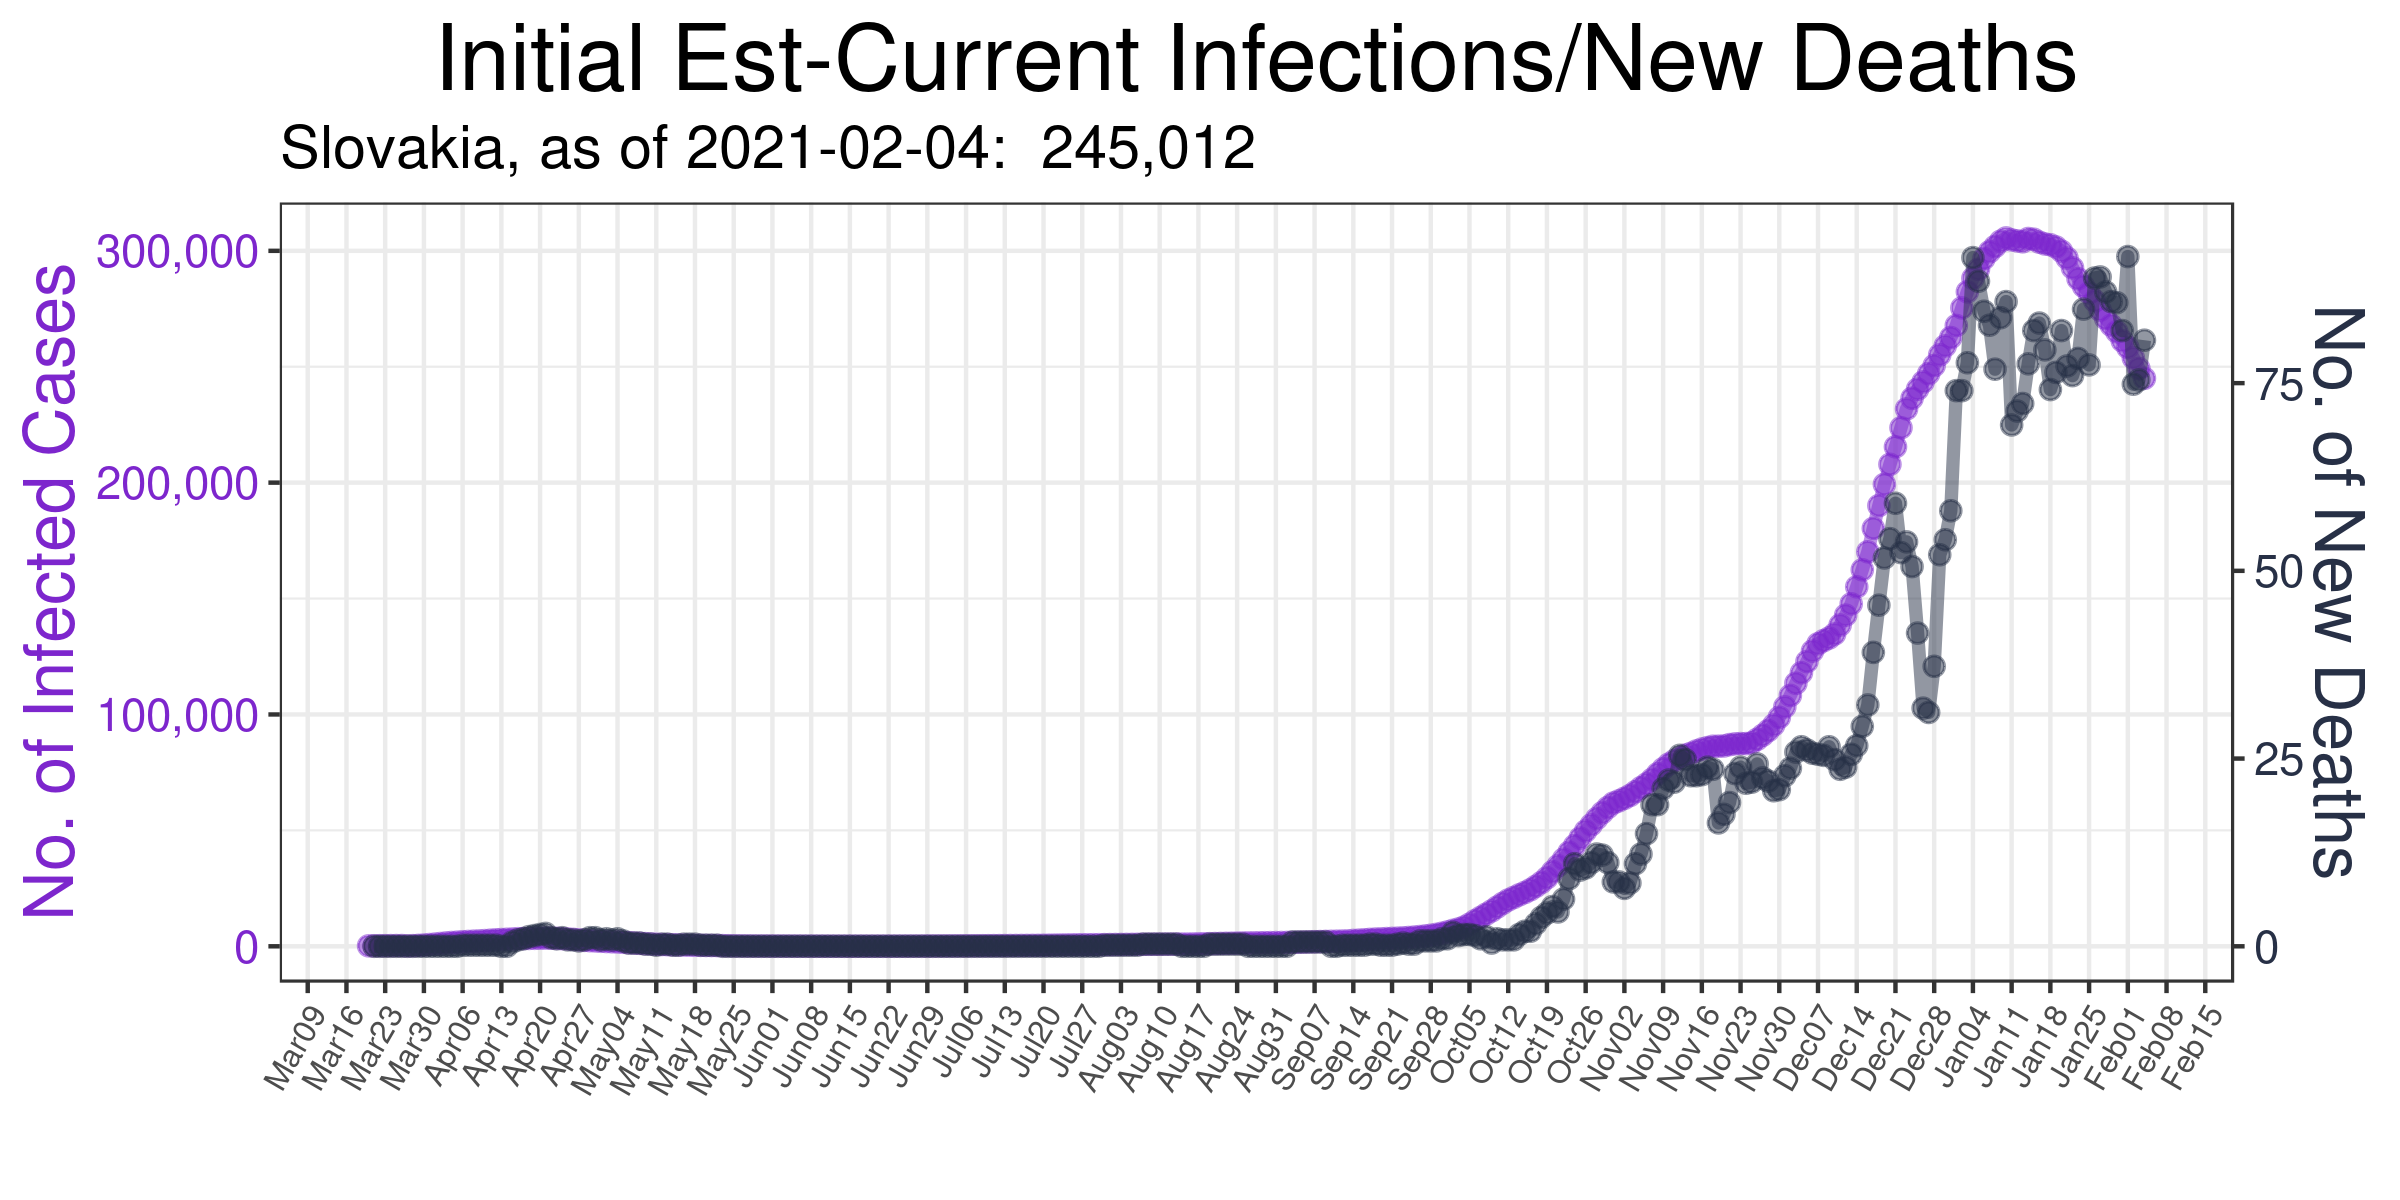 Initial Est-Current Infections/New Deaths
Slovakia, as of 2021-02-04: 245,012
No. of Infected Cases
300,000
200,000
100,000
0
75
50
25
0
No. of New Deaths
Mar09
Mar16
Mar23
Mar30
Apr06
Apr13
Apr20
Apr27
May04
May11
May18
May25
Jun01
Jun08
Jun15
Jun22
Jun29
Jul06
Jul13
Jul20
Jul27
Aug03
Aug10
Aug17
Aug24
Aug31
Sep07
Sep14
Sep21
Sep28
Oct05
Oct12
Oct19
Oct26
Nov02
Nov09
Nov16
Nov23
Nov30
Dec07
Dec14
Dec21
Dec28
Jan04
Jan11
Jan18
Jan25
Feb01
Feb08
Feb15